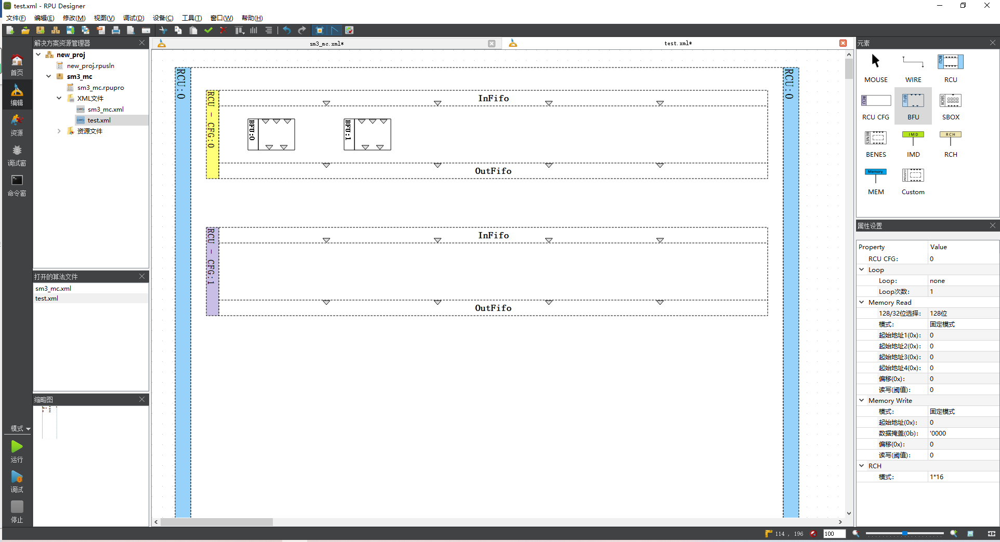 test.xml - RPU Designer
文件(F) 编辑(E) 修改(M) 视图(V) 调试(D) 设备(C) 工具(T) 窗口(W) 帮助(H)
首页
编辑
资源
调试窗
命令窗
模式
运行
调试
停止
解决方案资源管理器
new_proj
new_proj.rpusln
sm3_mc
sm3_mc.rpupro
XML文件
sm3_mc.xml
test.xml
资源文件
打开的算法文件
sm3_mc.xml
test.xml
缩略图
sm3_mc.xml*
test.xml*
RCU:0
RCU:0
RCU - CFG:0
InFifo
BFU:0
BFU:1
OutFifo
RCU - CFG:1
InFifo
OutFifo
元素
MOUSE
WIRE
BCU
RCU
RCU
RCU CFG
BFU
BFU
SBOX
SBOX
BENES
BENES
IMD
IMD
RCH
RCH
Memory
MEM
CUSTOM
Custom
属性设置
Property Value
RCU CFG: 0
Loop
Loop: none
Loop次数: 1
Memory Read
128/32位选择: 128位
模式: 固定模式
起始地址1(0x): 0
起始地址2(0x): 0
起始地址3(0x): 0
起始地址4(0x): 0
偏移(0x): 0
读写(阈值): 0
Memory Write
模式: 固定模式
起始地址(0x): 0
数据掩盖(0b): '0000
偏移(0x): 0
读写(阈值): 0
RCH
模式: 1*16
114 , 196
100